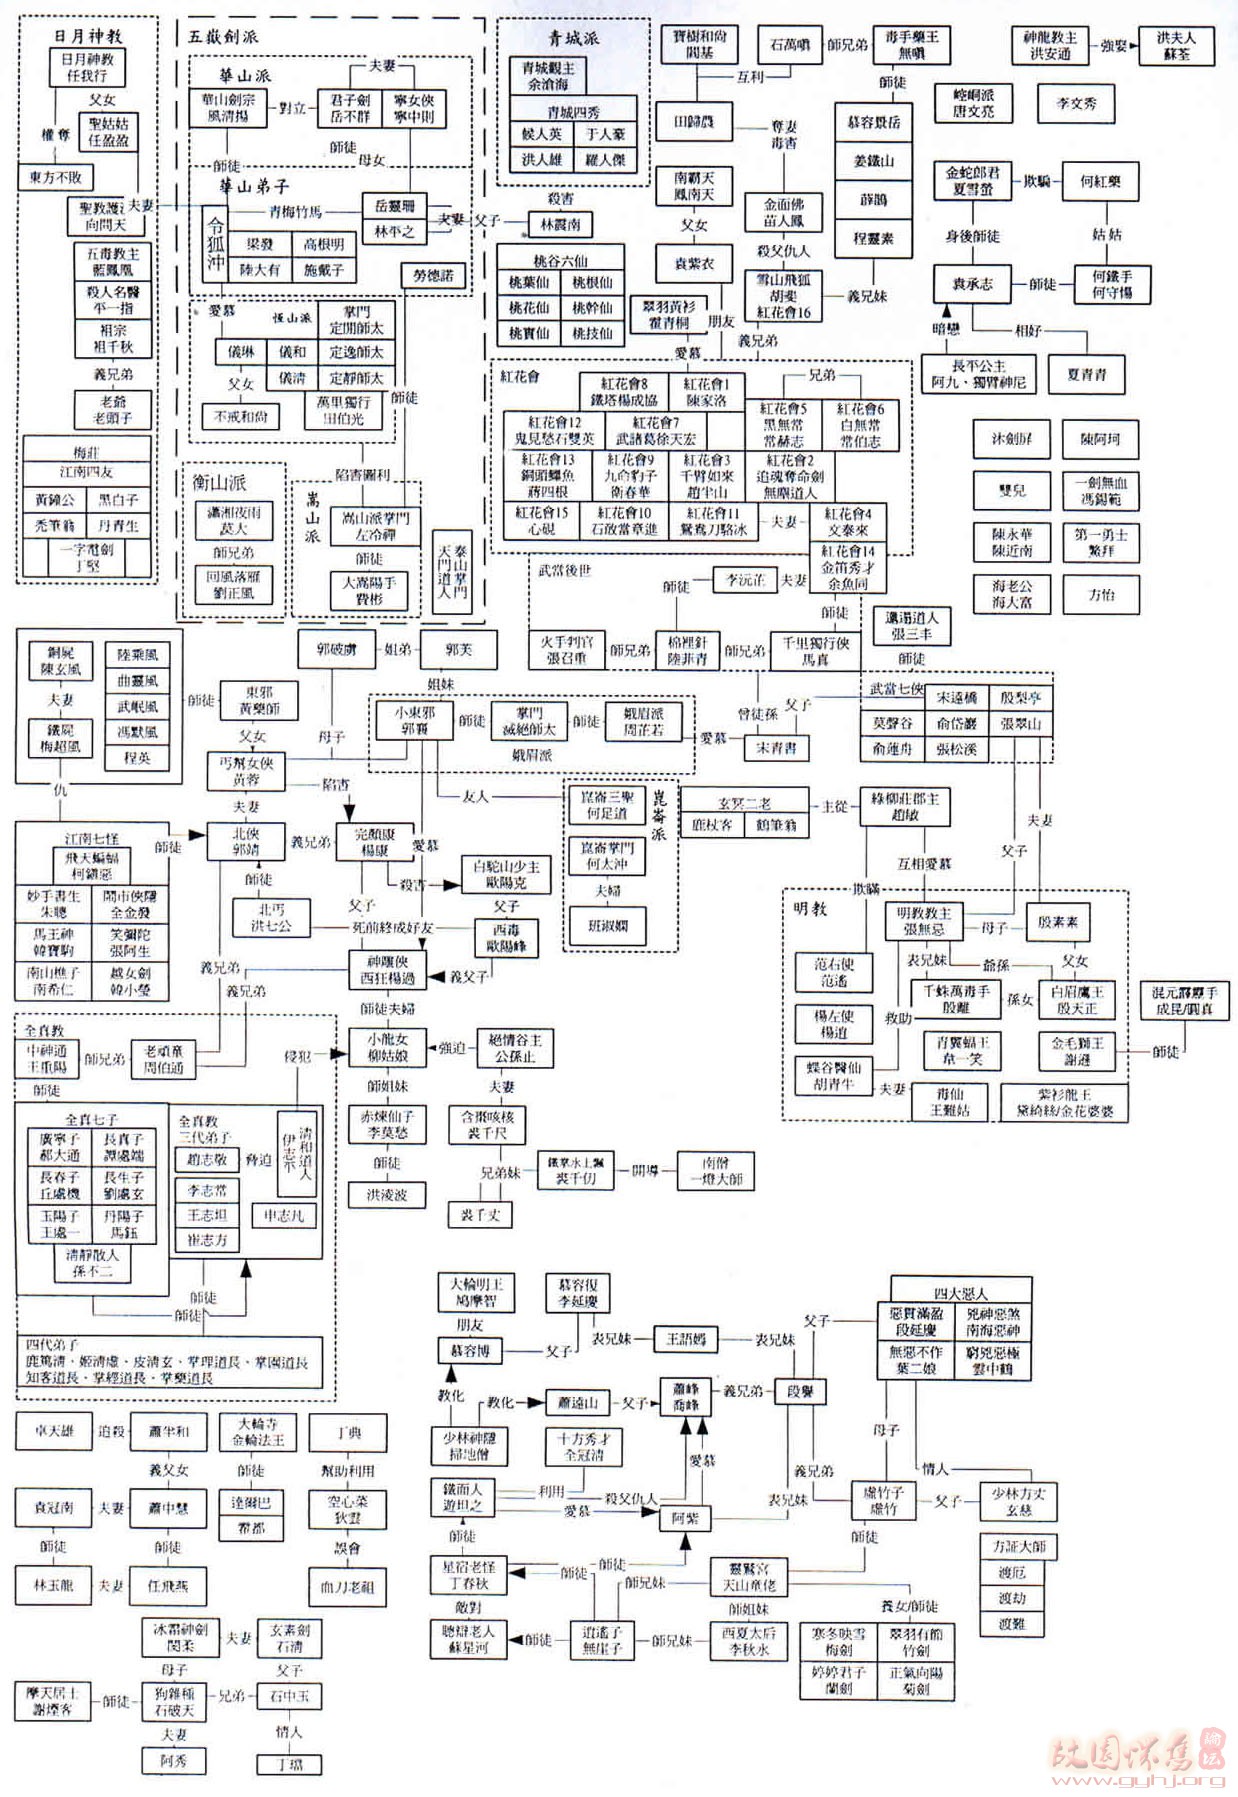 日月神教
日月神教
任我行
父女
聖姑姑
任盈盈
權奪
東方不敗
向問天
夫妻
五毒教主
藍鳳凰
殺人名醫
平一指
祖宗
祖千秋
義兄弟
老爺
老頭子
梅莊
江南四友
黃鐘公
黑白子
禿筆翁
丹青生
一字電劍
丁堅
五嶽劍派
華山派
夫妻
華山劍宗
風清揚
對立
君子劍
岳不群
寧女俠
寧中則
師徒
師徒
母女
華山弟子
令狐沖
青梅竹馬
岳靈珊
林平之
夫妻
父子
梁發
高根明
陸大有
施戴子
勞德諾
愛慕
恆山派
掌門
定閒師太
儀琳
儀和
定逸師太
儀清
定靜師太
父女
不戒和尚
萬里獨行
田伯光
師徒
陷害圖利
衡山派
瀟湘夜雨
莫大
師兄弟
回風落雁
劉正風
嵩山派
嵩山派掌門
左冷禪
師徒
大嵩陽手
費彬
泰山掌門
天門道人
青城派
青城觀主
余滄海
青城四秀
候人英
于人豪
洪人雄
羅人傑
殺害
林震南
桃谷六仙
桃葉仙
桃根仙
桃花仙
桃幹仙
桃實仙
桃技仙
寶樹和尚
閻基
石萬嗔
師兄弟
毒手藥王
無嗔
互利
師徒
田歸農
奪妻
毒害
慕容景岳
姜鐵山
薛鵲
程靈素
南霸天
鳳南天
父女
袁紫衣
金面佛
苗人鳳
殺父仇人
雪山飛狐
胡斐
紅花會16
義兄妹
翠羽黃衫
霍青桐
朋友
愛慕
義兄弟
神龍教主
洪安通
強娶
洪夫人
蘇荃
崆峒派
唐文亮
李文秀
金蛇郎君
夏雪螢
欺騙
何紅藥
身後師徒
姑姑
袁承志
師徒
何鐵手
何守惕
暗戀
相好
長平公主
阿九、獨臂神尼
夏青青
紅花會
紅花會8
鐵塔楊成協
紅花會1
陳家洛
兄弟
紅花會5
黑無常
常赫志
紅花會6
白無常
常伯志
紅花會12
鬼見愁石雙英
紅花會7
武諸葛徐天宏
紅花會13
銅頭鱷魚
蔣四根
紅花會9
九命豹子
衛春華
紅花會3
千臂如來
趙半山
紅花會2
追魂奪命劍
無塵道人
紅花會15
心硯
紅花會10
石敢當章進
紅花會11
鴛鴦刀駱冰
夫妻
紅花會4
文泰來
紅花會14
金笛秀才
余魚同
沐劍屏
陳阿珂
雙兒
一劍無血
馮錫範
陳永華
陳近南
第一勇士
鰲拜
海老公
海大富
方怡
武當後世
師徒
李沅芷
夫妻
師徒
火手判官
張召重
師兄弟
棉裡針
陸菲青
師兄弟
千里獨行俠
馬真
邋遢道人
張三丰
師徒
武當七俠
宋遠橋
殷梨亭
莫聲谷
俞岱巖
張翠山
俞蓮舟
張松溪
曾徒孫
父子
宋青書
愛慕
銅屍
陳玄風
夫妻
鐵屍
梅超風
陸乘風
曲靈風
武眠風
馮默風
程英
師徒
東邪
黃藥師
父女
丐幫女俠
黃蓉
郭破虜
姐弟
郭芙
姐妹
母子
小東邪
郭襄
師徒
掌門
滅絕師太
師徒
峨眉派
周芷若
峨眉派
仇
陷害
夫妻
江南七怪
飛天蝙蝠
柯鎮惡
妙手書生
朱聰
鬧市俠隱
全金發
馬王神
韓寶駒
笑彌陀
張阿生
南山樵子
南希仁
越女劍
韓小瑩
師徒
北俠
郭靖
義兄弟
完顏康
楊康
愛慕
師徒
北丐
洪七公
殺害
白駝山少主
歐陽克
父子
父子
死前終成好友
西毒
歐陽峰
義父子
神鵰俠
西狂楊過
義兄弟
義兄弟
友人
崑崙派
崑崙三聖
何足道
崑崙掌門
何太沖
夫婦
班淑嫻
玄冥二老
鹿杖客
鶴筆翁
主從
綠柳莊郡主
趙敏
互相愛慕
欺瞞
父子
夫妻
明教
明教教主
張無忌
母子
殷素素
范右使
范遙
表兄妹
爺孫
父女
千蛛萬毒手
殷離
孫女
白眉鷹王
殷天正
混元霹靂手
成昆/圓真
楊左使
楊逍
救助
青翼蝠王
韋一笑
金毛獅王
謝遜
師徒
蝶谷醫仙
胡青牛
夫妻
毒仙
王難姑
紫衫龍王
黛綺絲/金花婆婆
全真教
中神通
王重陽
師兄弟
老頑童
周伯通
師徒
侵犯
全真七子
廣寧子
郝大通
長真子
譚處端
長春子
丘處機
長生子
劉處玄
玉陽子
王處一
丹陽子
馬鈺
清靜散人
孫不二
全真教
三代弟子
趙志敬
脅迫
清和道人
伊志平
李志常
王志坦
申志凡
崔志方
師徒
師徒
四代弟子
鹿篤清、姬清虛、皮清玄、掌理道長、掌園道長
知客道長、掌經道長、掌藥道長
師徒夫婦
小龍女
柳姑娘
強迫
絕情谷主
公孫止
師姐妹
夫妻
赤煉仙子
李莫愁
含棗咳核
裘千尺
師徒
洪凌波
兄弟妹
鐵掌水上飄
裘千仞
開導
南僧
一燈大師
裘千丈
卓天雄
追殺
蕭半和
義父女
袁冠南
夫妻
蕭中慧
師徒
師徒
林玉龍
夫妻
任飛燕
大輪寺
金輪法王
師徒
達爾巴
霍都
丁典
幫助利用
空心菜
狄雲
誤會
血刀老祖
冰霜神劍
閔柔
夫妻
玄素劍
石清
母子
父子
摩天居士
謝煙客
師徒
狗雜種
石破天
兄弟
石中玉
夫妻
情人
阿秀
丁璫
大輪明王
鳩摩智
朋友
慕容博
父子
慕容復
李延慶
表兄妹
王語嫣
表兄妹
父子
四大惡人
惡貫滿盈
段延慶
兇神惡煞
南海惡神
無惡不作
葉二娘
窮兇惡極
雲中鶴
教化
教化
蕭遠山
父子
蕭峰
喬峰
義兄弟
段譽
少林神隱
掃地僧
十方秀才
全冠清
愛慕
義兄弟
母子
情人
鐵面人
遊坦之
利用
殺父仇人
愛慕
阿紫
表兄妹
虛竹子
虛竹
父子
少林方丈
玄慈
師徒
師徒
師徒
星宿老怪
丁春秋
師徒
師兄妹
靈鷲宮
天山童佬
養女/師徒
方証大師
渡厄
渡劫
渡難
敵對
師姐妹
聰辯老人
蘇星河
師徒
逍遙子
無崖子
師兄妹
西夏太后
李秋水
寒冬映雪
梅劍
翠羽有節
竹劍
婷婷君子
蘭劍
正氣向陽
菊劍
故園怀舊
论坛
www.gyhj.org